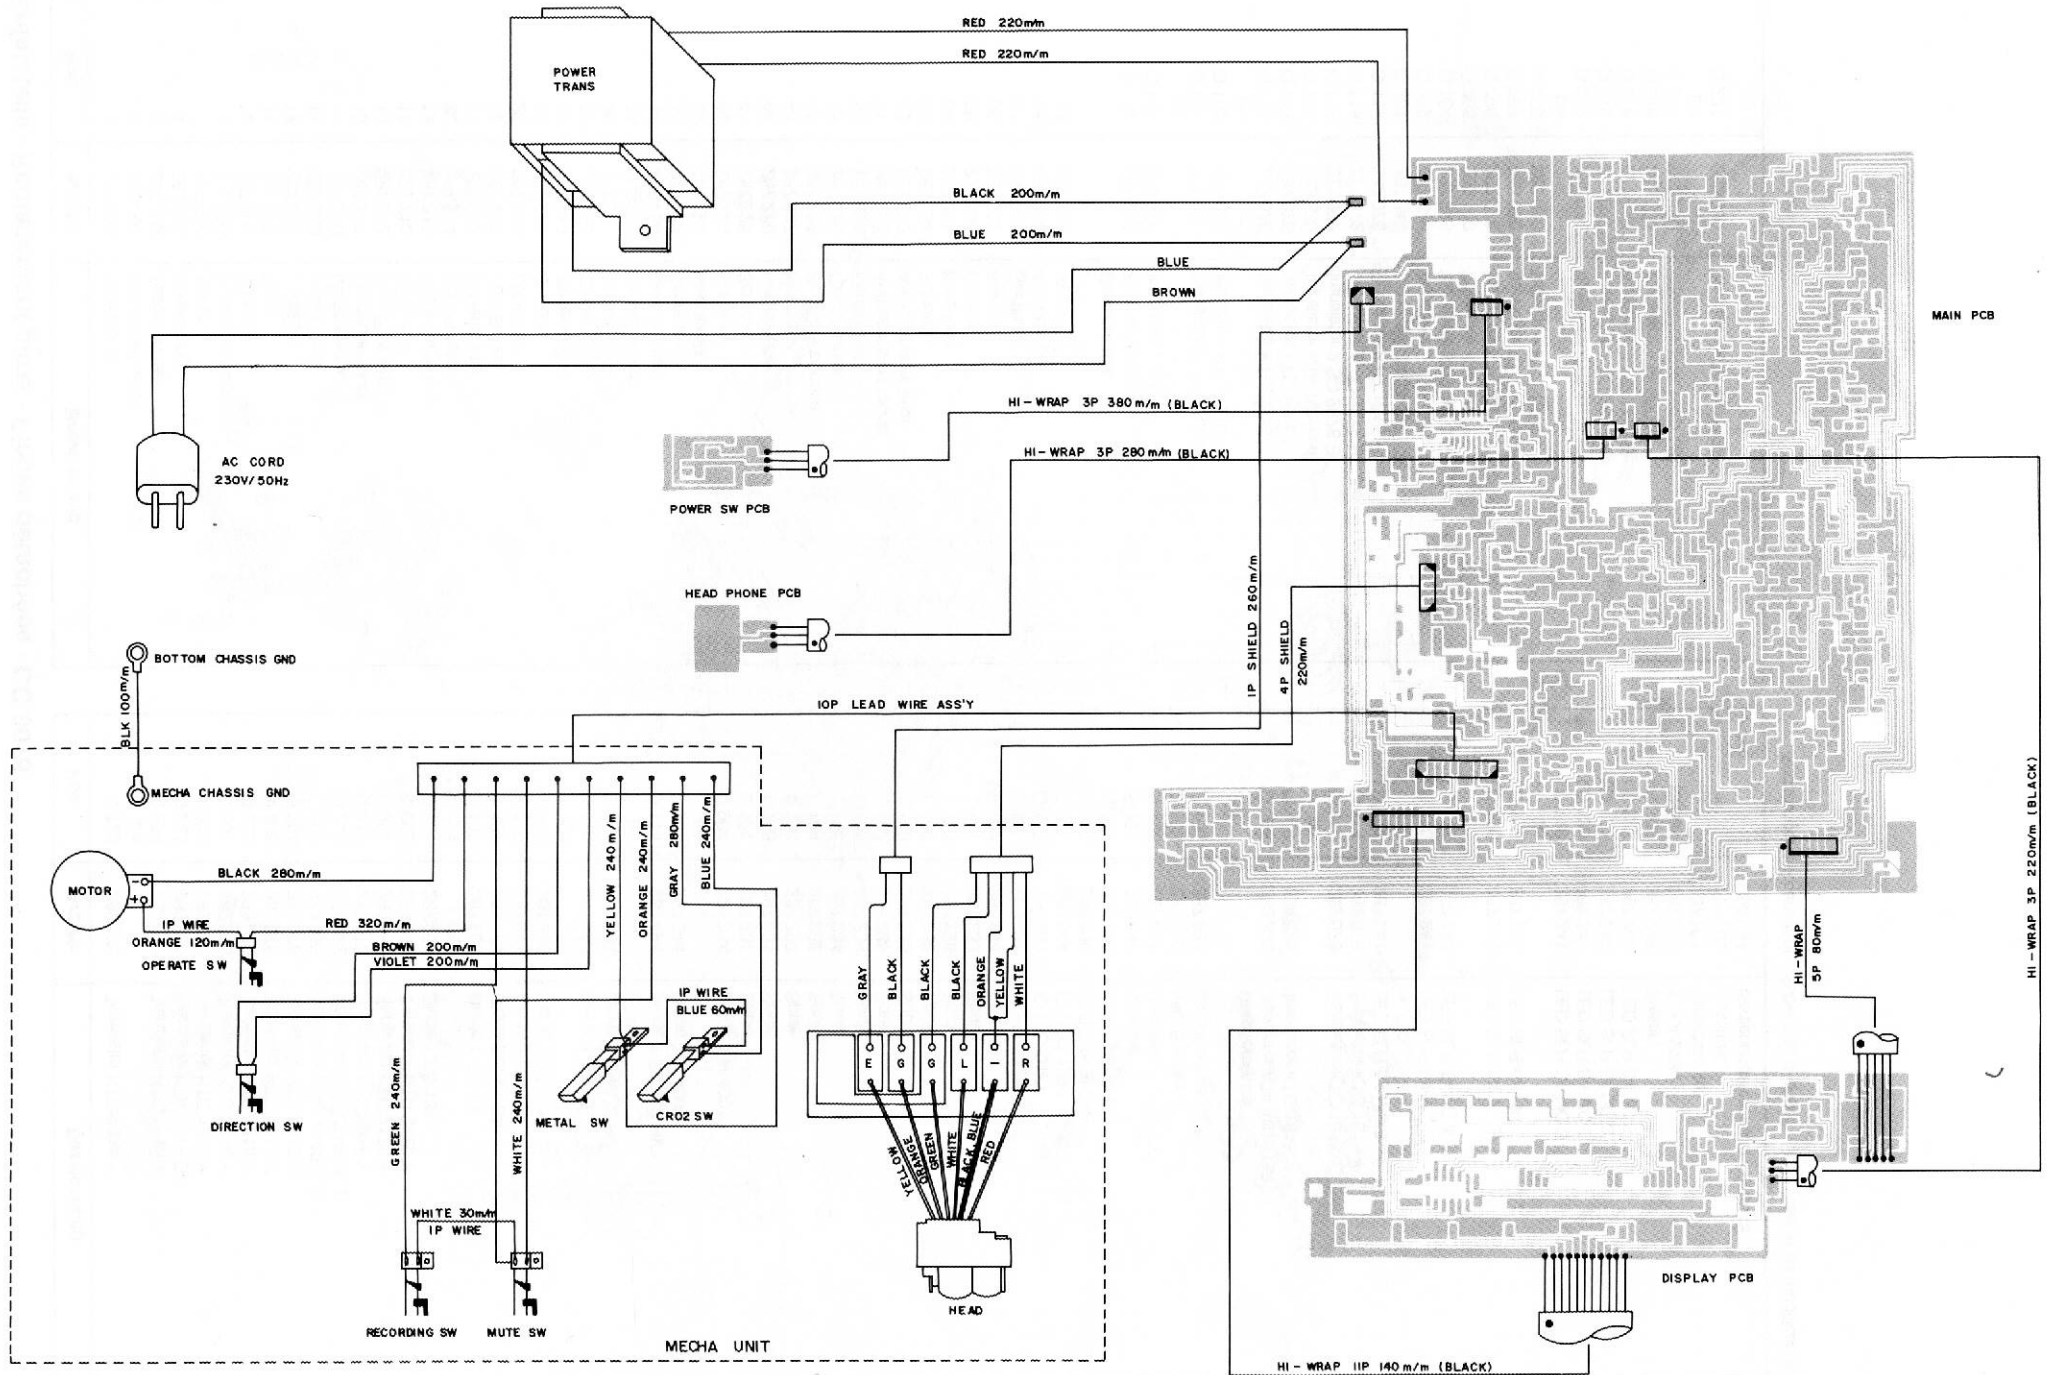 RED 220m/m
RED 220m/m
POWER
TRANS
BLACK 200m/m
BLUE 200m/m
BLUE
BROWN
MAIN PCB
HI-WRAP 3P 380m/m (BLACK)
HI-WRAP 3P 280m/m (BLACK)
AC CORD
230V/50Hz
POWER SW PCB
HEAD PHONE PCB
1P SHIELD 260m/m
4P SHIELD
220m/m
BOTTOM CHASSIS GND
BLK 100m/m
MECHA CHASSIS GND
10P LEAD WIRE ASS'Y
MOTOR
-
+
BLACK 280m/m
1P WIRE
ORANGE 120m/m
OPERATE SW
RED 320m/m
BROWN 200m/m
VIOLET 200m/m
YELLOW 240m/m
ORANGE 240m/m
GRAY 280m/m
BLUE 240m/m
1P WIRE
BLUE 60m/m
DIRECTION SW
GREEN 240m/m
WHITE 240m/m
METAL SW
CRO2 SW
WHITE 30m/m
1P WIRE
RECORDING SW
MUTE SW
GRAY
BLACK
BLACK
BLACK
ORANGE
YELLOW
WHITE
E G G L - R
YELLOW
ORANGE
GREEN
WHITE
BLACK, BLUE
RED
HEAD
MECHA UNIT
HI-WRAP
5P 80m/m
HI-WRAP 3P 220m/m (BLACK)
DISPLAY PCB
HI-WRAP 11P 140m/m (BLACK)